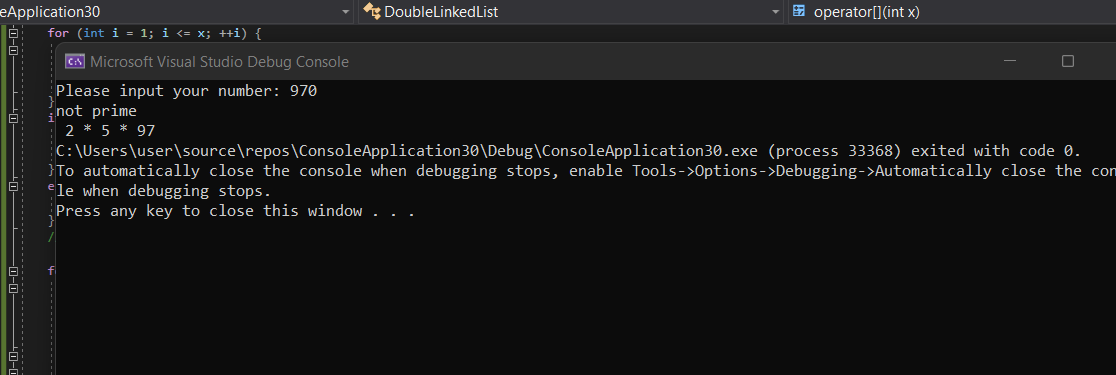 eApplication30 DoubleLinkedList operator[](int x)
for (int i = 1; i <= x; ++i) {
Microsoft Visual Studio Debug Console
Please input your number: 970
}
not prime
i
2 * 5 * 97
C:\Users\user\source\repos\ConsoleApplication30\Debug\ConsoleApplication30.exe (process 33368) exited with code 0.
}
To automatically close the console when debugging stops, enable Tools->Options->Debugging->Automatically close the con
e
le when debugging stops.
Press any key to close this window . . .
}
/
f